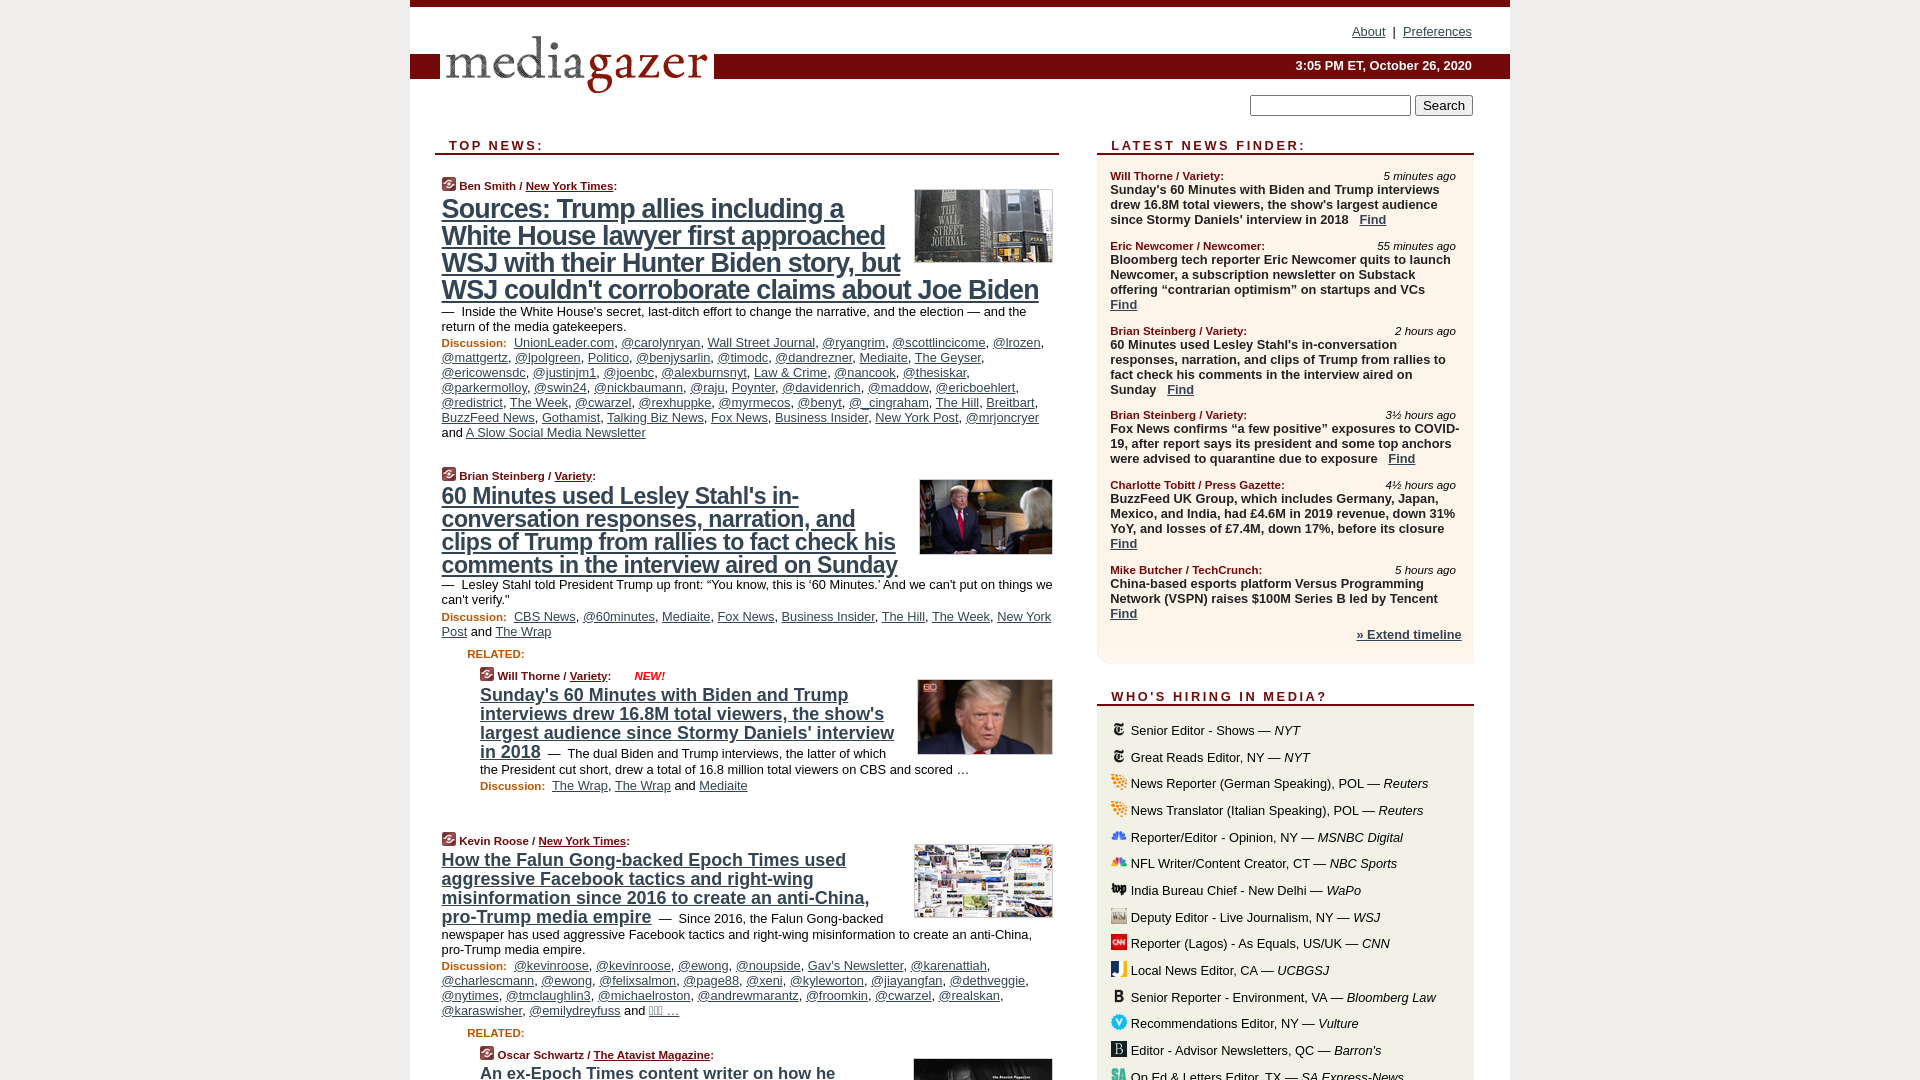 About | Preferences
mediagazer
3:05 PM ET, October 26, 2020
Search
TOP NEWS:
Ben Smith / New York Times:
Sources: Trump allies including a
White House lawyer first approached
WSJ with their Hunter Biden story, but
WSJ couldn't corroborate claims about Joe Biden
— Inside the White House's secret, last-ditch effort to change the narrative, and the election — and the
return of the media gatekeepers.
Discussion: UnionLeader.com, @carolynryan, Wall Street Journal, @ryangrim, @scottlincicome, @lrozen,
@mattgertz, @lpolgreen, Politico, @benjysarlin, @timodc, @dandrezner, Mediaite, The Geyser,
@ericowensdc, @justinjm1, @joenbc, @alexburnsnyt, Law & Crime, @nancook, @thesiskar,
@parkermolloy, @swin24, @nickbaumann, @raju, Poynter, @davidenrich, @maddow, @ericboehlert,
@redistrict, The Week, @cwarzel, @rexhuppke, @myrmecos, @benyt, @_cingraham, The Hill, Breitbart,
BuzzFeed News, Gothamist, Talking Biz News, Fox News, Business Insider, New York Post, @mrjoncryer
and A Slow Social Media Newsletter
THE WALL
STREET
JOURNAL
Brian Steinberg / Variety:
60 Minutes used Lesley Stahl's in-
conversation responses, narration, and
clips of Trump from rallies to fact check his
comments in the interview aired on Sunday
— Lesley Stahl told President Trump up front: “You know, this is ‘60 Minutes.’ And we can't put on things we
can't verify."
Discussion: CBS News, @60minutes, Mediaite, Fox News, Business Insider, The Hill, The Week, New York
Post and The Wrap
RELATED:
Will Thorne / Variety: NEW!
Sunday's 60 Minutes with Biden and Trump
interviews drew 16.8M total viewers, the show's
largest audience since Stormy Daniels' interview
in 2018 — The dual Biden and Trump interviews, the latter of which
the President cut short, drew a total of 16.8 million total viewers on CBS and scored …
Discussion: The Wrap, The Wrap and Mediaite
60
Kevin Roose / New York Times:
How the Falun Gong-backed Epoch Times used
aggressive Facebook tactics and right-wing
misinformation since 2016 to create an anti-China,
pro-Trump media empire — Since 2016, the Falun Gong-backed
newspaper has used aggressive Facebook tactics and right-wing misinformation to create an anti-China,
pro-Trump media empire.
Discussion: @kevinroose, @kevinroose, @ewong, @noupside, Gav's Newsletter, @karenattiah,
@charlescmann, @ewong, @felixsalmon, @page88, @xeni, @kyleworton, @jiayangfan, @dethveggie,
@nytimes, @tmclaughlin3, @michaelroston, @andrewmarantz, @froomkin, @cwarzel, @realskan,
@karaswisher, @emilydreyfuss and …
RELATED:
Oscar Schwartz / The Atavist Magazine:
An ex-Epoch Times content writer on how he
LATEST NEWS FINDER:
Will Thorne / Variety: 5 minutes ago
Sunday's 60 Minutes with Biden and Trump interviews
drew 16.8M total viewers, the show's largest audience
since Stormy Daniels' interview in 2018 Find
Eric Newcomer / Newcomer: 55 minutes ago
Bloomberg tech reporter Eric Newcomer quits to launch
Newcomer, a subscription newsletter on Substack
offering “contrarian optimism” on startups and VCs
Find
Brian Steinberg / Variety: 2 hours ago
60 Minutes used Lesley Stahl's in-conversation
responses, narration, and clips of Trump from rallies to
fact check his comments in the interview aired on
Sunday Find
Brian Steinberg / Variety: 3½ hours ago
Fox News confirms “a few positive” exposures to COVID-
19, after report says its president and some top anchors
were advised to quarantine due to exposure Find
Charlotte Tobitt / Press Gazette: 4½ hours ago
BuzzFeed UK Group, which includes Germany, Japan,
Mexico, and India, had £4.6M in 2019 revenue, down 31%
YoY, and losses of £7.4M, down 17%, before its closure
Find
Mike Butcher / TechCrunch: 5 hours ago
China-based esports platform Versus Programming
Network (VSPN) raises $100M Series B led by Tencent
Find
» Extend timeline
WHO'S HIRING IN MEDIA?
Senior Editor - Shows — NYT
Great Reads Editor, NY — NYT
News Reporter (German Speaking), POL — Reuters
News Translator (Italian Speaking), POL — Reuters
Reporter/Editor - Opinion, NY — MSNBC Digital
NFL Writer/Content Creator, CT — NBC Sports
India Bureau Chief - New Delhi — WaPo
Deputy Editor - Live Journalism, NY — WSJ
Reporter (Lagos) - As Equals, US/UK — CNN
Local News Editor, CA — UCBGSJ
Senior Reporter - Environment, VA — Bloomberg Law
Recommendations Editor, NY — Vulture
Editor - Advisor Newsletters, QC — Barron's
Op Ed & Letters Editor, TX — SA Express-News